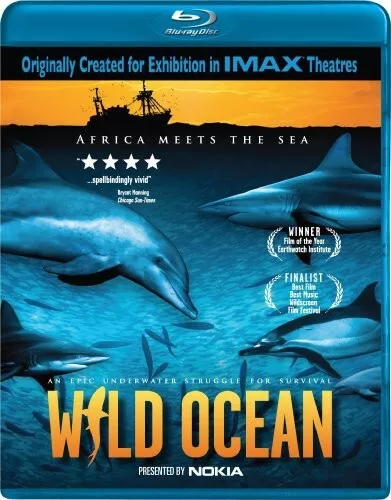 Blu-ray Disc
Originally Created for Exhibition in IMAX Theatres
AFRICA MEETS THE SEA
"...spellbindingly vivid"
Bryant Manning
Chicago Sun-Times
WINNER
Film of the Year
Earthwatch Institute
FINALIST
Best Film
Best Music
Wildscreen
Film Festival
AN EPIC UNDERWATER STRUGGLE FOR SURVIVAL
WILD OCEAN
PRESENTED BY NOKIA